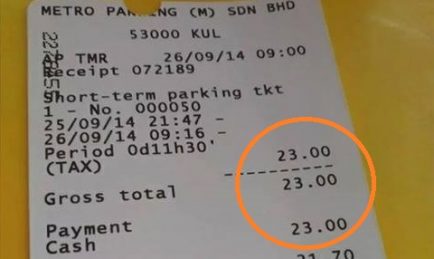 METRO PARKING (M) SDN BHD
53000 KUL
AP TMR 26/09/14 09:00
Receipt 072189
Short-term parking tkt
1 - No. 000050
25/09/14 21:47 -
26/09/14 09:16 -
Period 0d11h30'
(TAX) 23.00
----------
Gross total 23.00
Payment 23.00
Cash